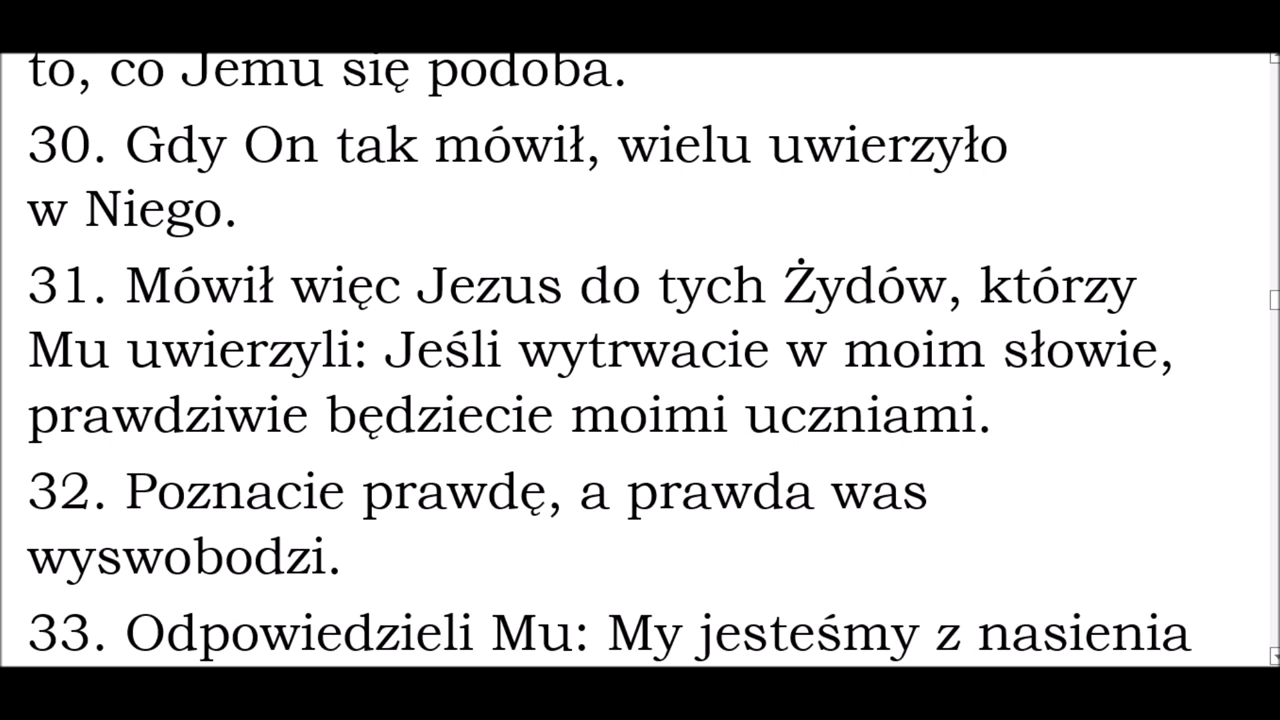 to, co Jemu się podoba.
30. Gdy On tak mówił, wielu uwierzyło
w Niego.
31. Mówił więc Jezus do tych Żydów, którzy
Mu uwierzyli: Jeśli wytrwacie w moim słowie,
prawdziwie będziecie moimi uczniami.
32. Poznacie prawdę, a prawda was
wyswobodzi.
33. Odpowiedzieli Mu: My jesteśmy z nasienia